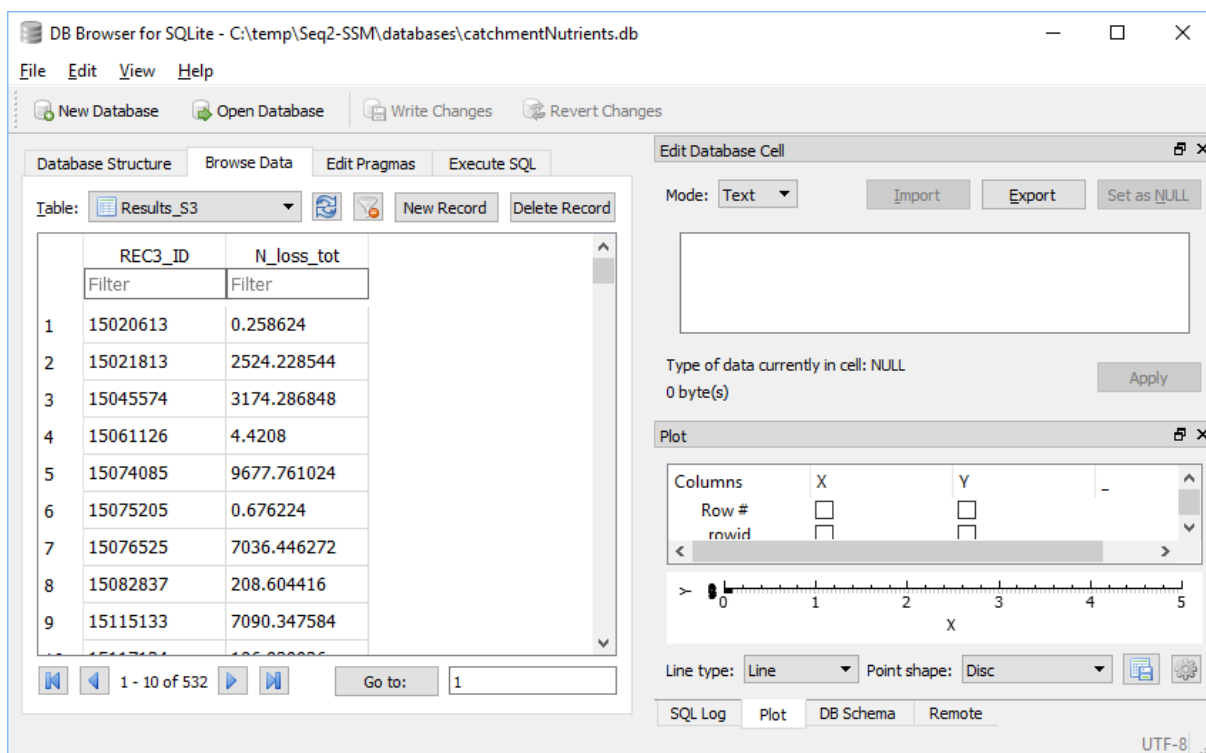 DB Browser for SQLite - C:\temp\Seq2-SSM\databases\catchmentNutrients.db
File Edit View Help
New Database Open Database Write Changes Revert Changes
Database Structure Browse Data Edit Pragmas Execute SQL
Table: Results_S3 New Record Delete Record
REC3_ID N_loss_tot
Filter Filter
1 15020613 0.258624
2 15021813 2524.228544
3 15045574 3174.286848
4 15061126 4.4208
5 15074085 9677.761024
6 15075205 0.676224
7 15076525 7036.446272
8 15082837 208.604416
9 15115133 7090.347584
1 - 10 of 532 Go to: 1
Edit Database Cell
Mode: Text Import Export Set as NULL
Type of data currently in cell: NULL
0 byte(s)
Apply
Plot
Columns X Y _
Row #
rowid
Y
0 1 2 3 4 5
X
Line type: Line Point shape: Disc
SQL Log Plot DB Schema Remote
UTF-8